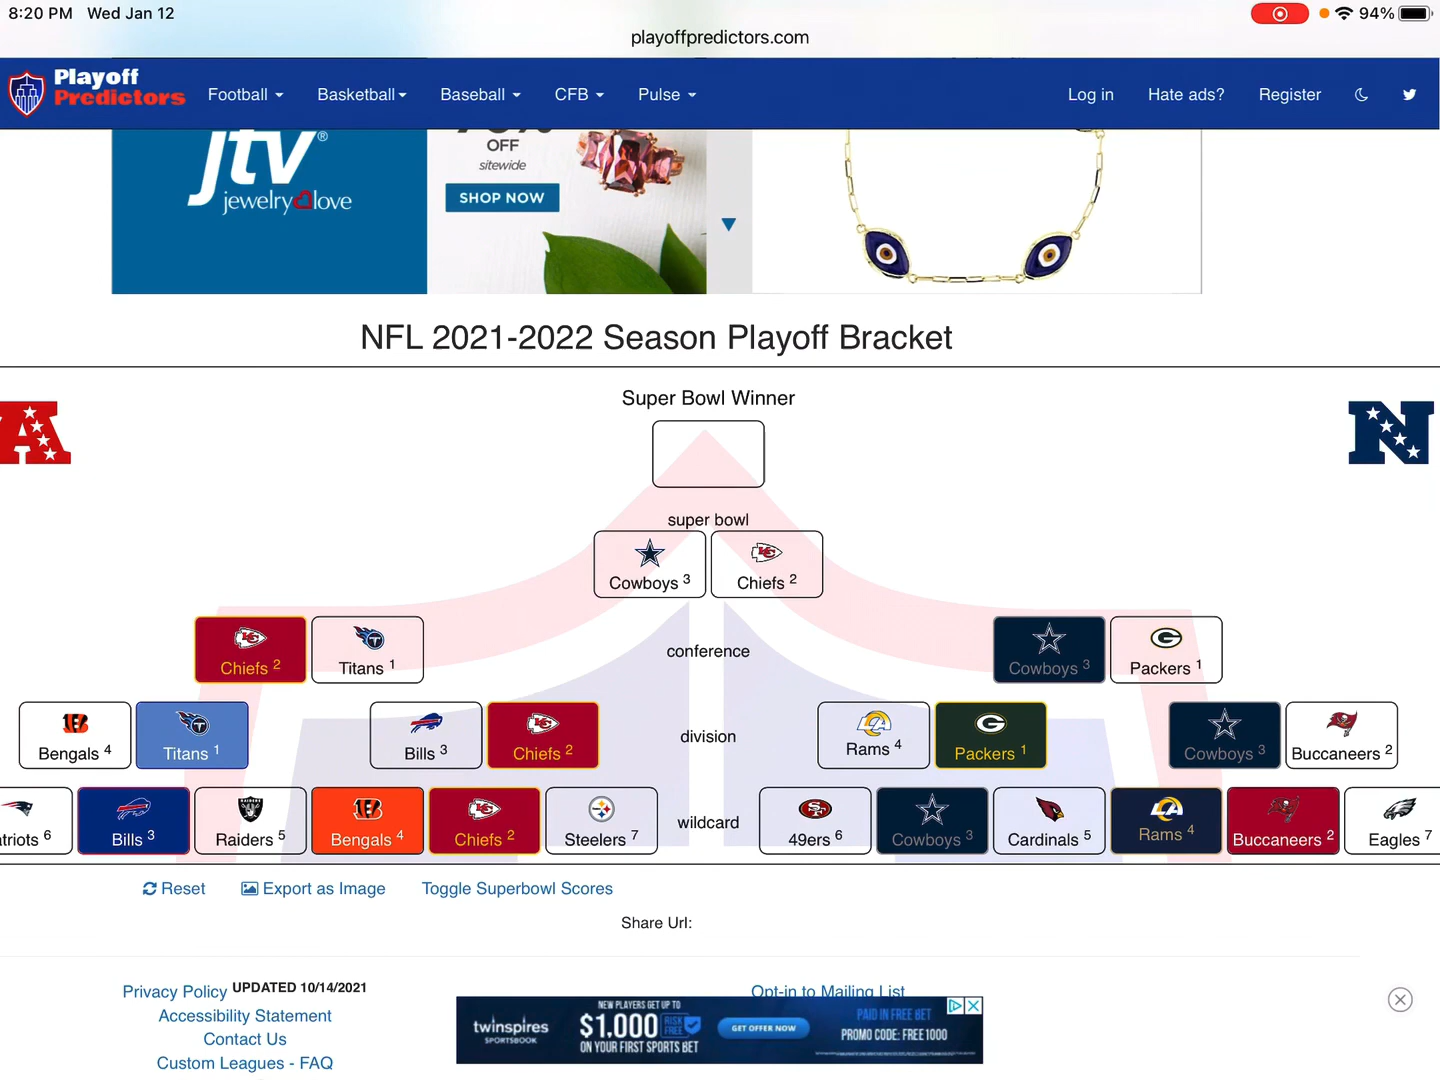 8:20 PM Wed Jan 12
94%
playoffpredictors.com
Playoff
Predictors
Football Basketball Baseball CFB Pulse Log in Hate ads? Register
jtv®
jewelry love
OFF
sitewide
SHOP NOW
NFL 2021-2022 Season Playoff Bracket
Super Bowl Winner
A
N
super bowl
Cowboys 3 Chiefs 2
Chiefs 2 Titans 1 conference Cowboys 3 Packers 1
Bengals 4 Titans 1 Bills 3 Chiefs 2 division Rams 4 Packers 1 Cowboys 3 Buccaneers 2
atriots 6 Bills 3 Raiders 5 Bengals 4 Chiefs 2 Steelers 7 wildcard 49ers 6 Cowboys 3 Cardinals 5 Rams 4 Buccaneers 2 Eagles 7
Reset Export as Image Toggle Superbowl Scores
Share Url:
Privacy Policy UPDATED 10/14/2021
Accessibility Statement
Contact Us
Custom Leagues - FAQ
Opt-in to Mailing List
twinspires
SPORTSBOOK
NEW PLAYERS GET UP TO
$1,000 RISK FREE
ON YOUR FIRST SPORTS BET
GET OFFER NOW
PAID IN FREE BET
PROMO CODE: FREE1000